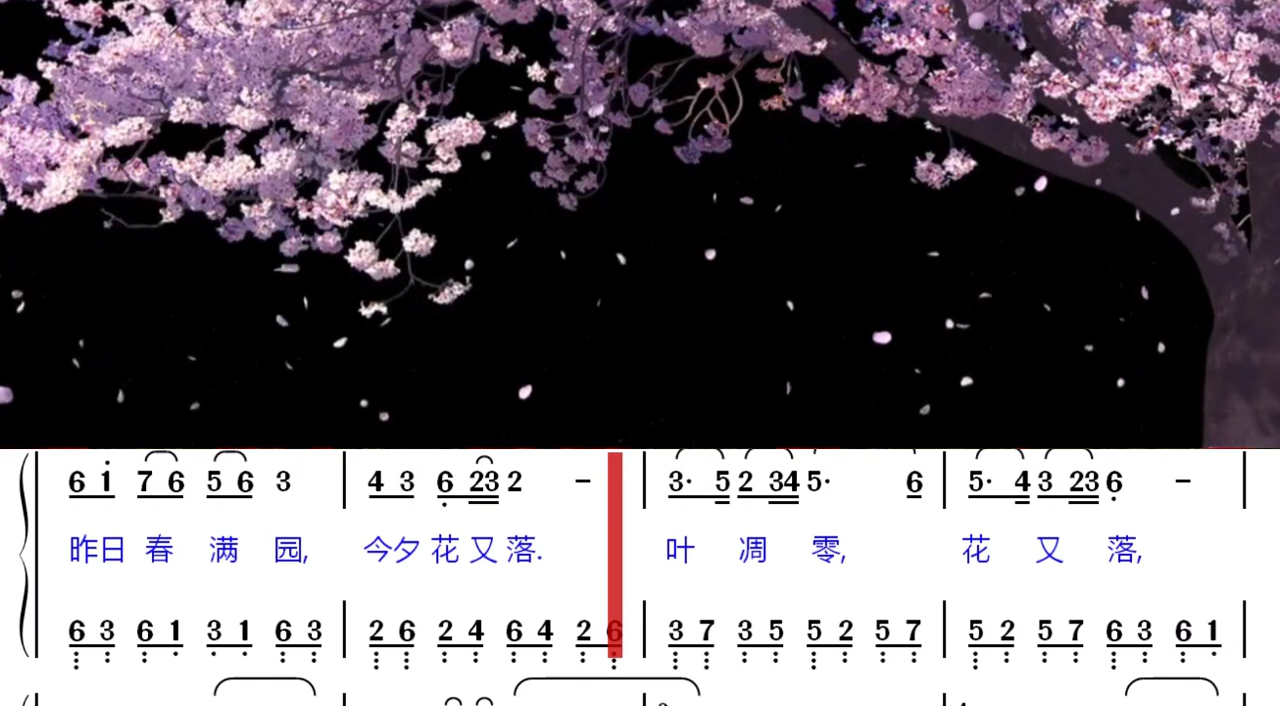 6 1 7 6 5 6 3 4 3 6 23 2 - 3· 5 2 34 5· 6 5· 4 3 23 6 -
昨日 春 满 园, 今夕 花 又 落. 叶 凋 零, 花 又 落,
6 3 6 1 3 1 6 3 2 6 2 4 6 4 2 6 3 7 3 5 5 2 5 7 5 2 5 7 6 3 6 1